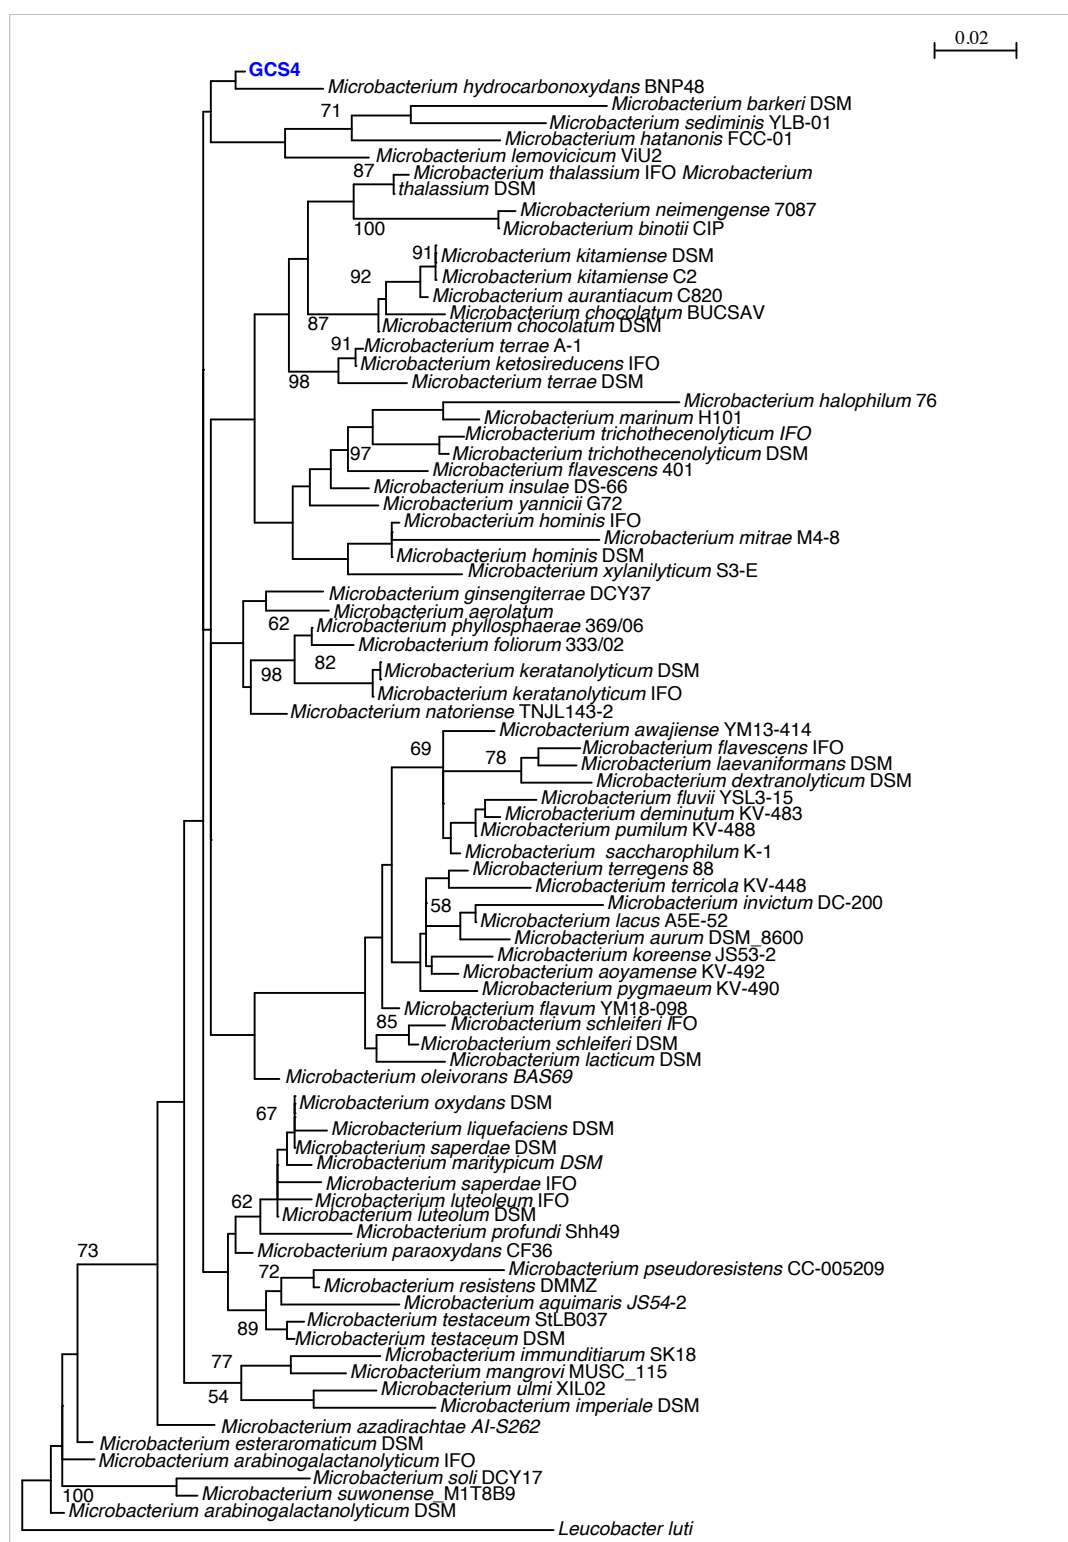 0.02
GCS4
Microbacterium hydrocarbonoxydans BNP48
Microbacterium barkeri DSM
71
Microbacterium sediminis YLB-01
Microbacterium hatanonis FCC-01
Microbacterium lemovicicum ViU2
87
Microbacterium thalassium IFO Microbacterium
thalassium DSM
Microbacterium neimengense 7087
100
Microbacterium binotii CIP
91
Microbacterium kitamiense DSM
92
Microbacterium kitamiense C2
Microbacterium aurantiacum C820
Microbacterium chocolatum BUCSAV
87
Microbacterium chocolatum DSM
91
Microbacterium terrae A-1
Microbacterium ketosireducens IFO
98
Microbacterium terrae DSM
Microbacterium halophilum 76
Microbacterium marinum H101
Microbacterium trichothecenolyticum IFO
97
Microbacterium trichothecenolyticum DSM
Microbacterium flavescens 401
Microbacterium insulae DS-66
Microbacterium yannicii G72
Microbacterium hominis IFO
Microbacterium mitrae M4-8
Microbacterium hominis DSM
Microbacterium xylanilyticum S3-E
Microbacterium ginsengiterrae DCY37
Microbacterium aerolatum
62
Microbacterium phyllosphaerae 369/06
Microbacterium foliorum 333/02
82
98
Microbacterium keratanolyticum DSM
Microbacterium keratanolyticum IFO
Microbacterium natoriense TNJL143-2
Microbacterium awajiense YM13-414
69
Microbacterium flavescens IFO
78
Microbacterium laevaniformans DSM
Microbacterium dextranolyticum DSM
Microbacterium fluvii YSL3-15
Microbacterium deminutum KV-483
Microbacterium pumilum KV-488
Microbacterium saccharophilum K-1
Microbacterium terregens 88
Microbacterium terricola KV-448
58
Microbacterium invictum DC-200
Microbacterium lacus A5E-52
Microbacterium aurum DSM_8600
Microbacterium koreense JS53-2
Microbacterium aoyamense KV-492
Microbacterium pygmaeum KV-490
Microbacterium flavum YM18-098
85
Microbacterium schleiferi IFO
Microbacterium schleiferi DSM
Microbacterium lacticum DSM
Microbacterium oleivorans BAS69
67
Microbacterium oxydans DSM
Microbacterium liquefaciens DSM
Microbacterium saperdae DSM
Microbacterium maritypicum DSM
Microbacterium saperdae IFO
62
Microbacterium luteoleum IFO
Microbacterium luteolum DSM
Microbacterium profundi Shh49
73
Microbacterium paraoxydans CF36
72
Microbacterium pseudoresistens CC-005209
Microbacterium resistens DMMZ
Microbacterium aquimaris JS54-2
89
Microbacterium testaceum StLB037
Microbacterium testaceum DSM
77
Microbacterium immunditiarum SK18
Microbacterium mangrovi MUSC_115
54
Microbacterium ulmi XIL02
Microbacterium imperiale DSM
Microbacterium azadirachtae AI-S262
Microbacterium esteraromaticum DSM
Microbacterium arabinogalactanolyticum IFO
Microbacterium soli DCY17
100
Microbacterium suwonense_M1T8B9
Microbacterium arabinogalactanolyticum DSM
Leucobacter luti